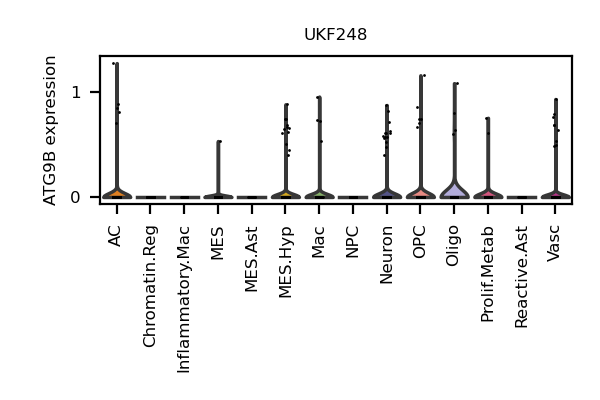 UKF248
ATG9B expression
1
0
AC
Chromatin.Reg
Inflammatory.Mac
MES
MES.Ast
MES.Hyp
Mac
NPC
Neuron
OPC
Oligo
Prolif.Metab
Reactive.Ast
Vasc